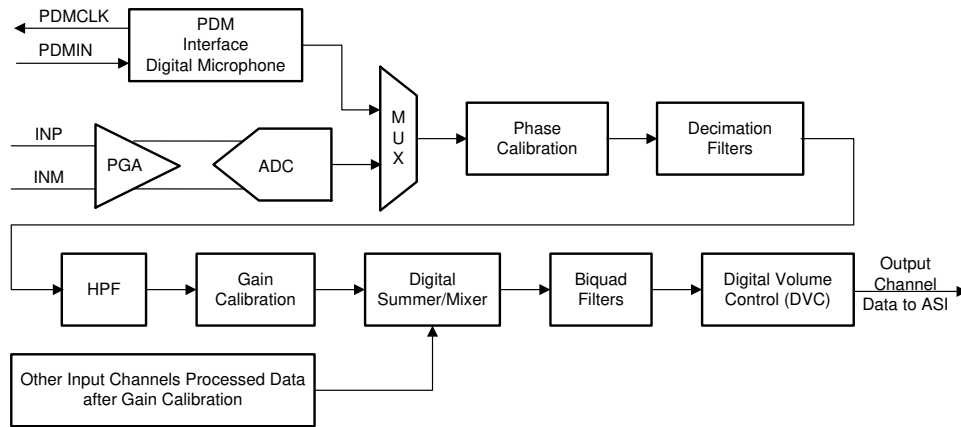 PDMCLK
PDMIN
PDM
Interface
Digital Microphone
INP
INM
PGA
ADC
M
U
X
Phase
Calibration
Decimation
Filters
HPF
Gain
Calibration
Digital
Summer/Mixer
Biquad
Filters
Digital Volume
Control (DVC)
Output
Channel
Data to ASI
Other Input Channels Processed Data
after Gain Calibration